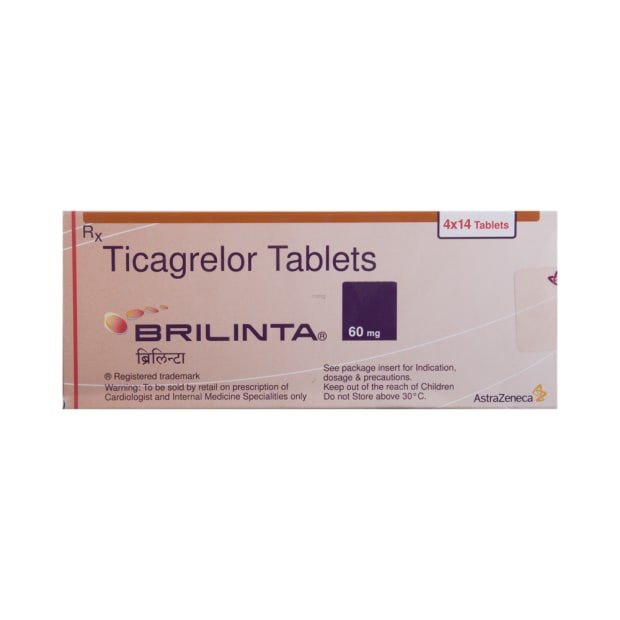 Rx
4x14 Tablets
Ticagrelor Tablets
BRILINTA®
60 mg
ब्रिलिन्टा
® Registered trademark
Warning: To be sold by retail on prescription of
Cardiologist and Internal Medicine Specialities only
See package insert for Indication,
dosage & precautions.
Keep out of the reach of Children
Do not Store above 30°C.
AstraZeneca